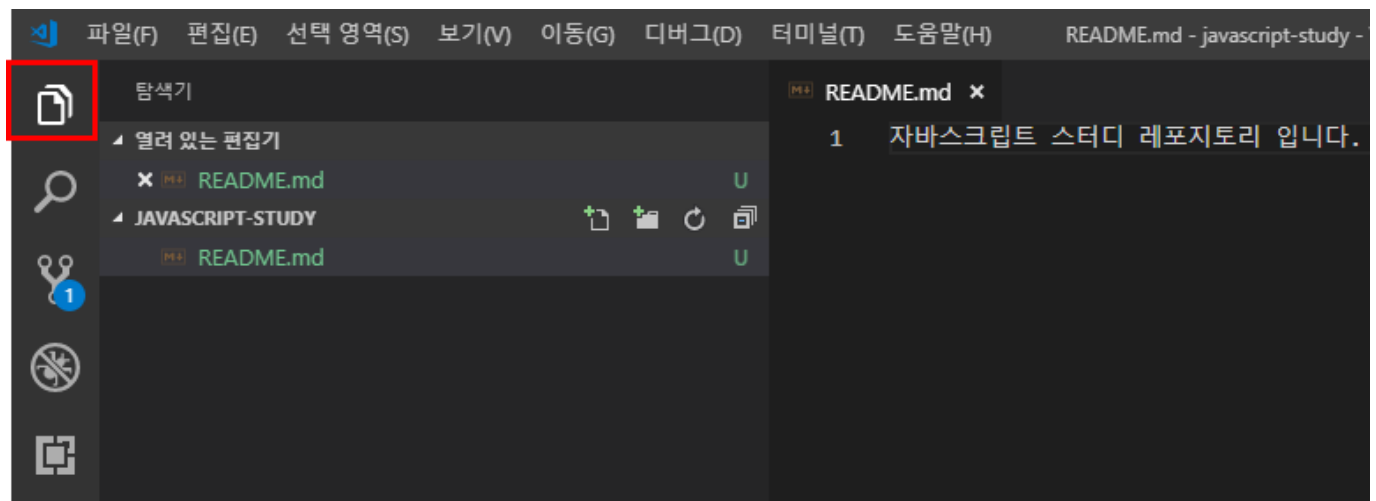 파일(F) 편집(E) 선택 영역(S) 보기(V) 이동(G) 디버그(D) 터미널(T) 도움말(H) README.md - javascript-study -
탐색기
열려 있는 편집기
README.md U
JAVASCRIPT-STUDY
README.md U
1
README.md
1 자바스크립트 스터디 레포지토리 입니다.